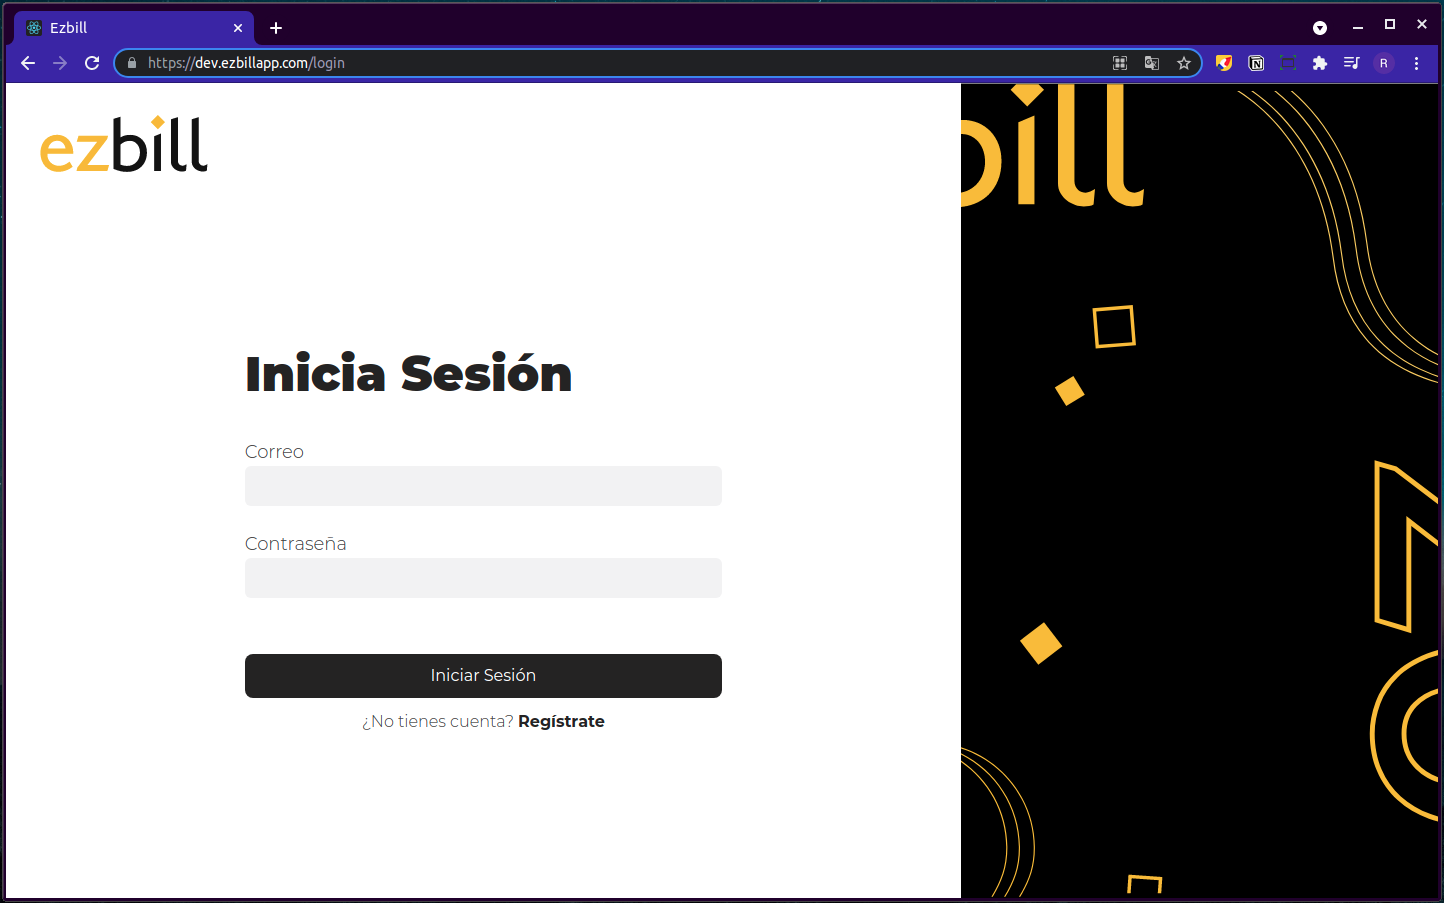 Ezbill
https://dev.ezbillapp.com/login
R
ezbill
bill
Inicia Sesión
Correo
Contraseña
Iniciar Sesión
¿No tienes cuenta? Regístrate